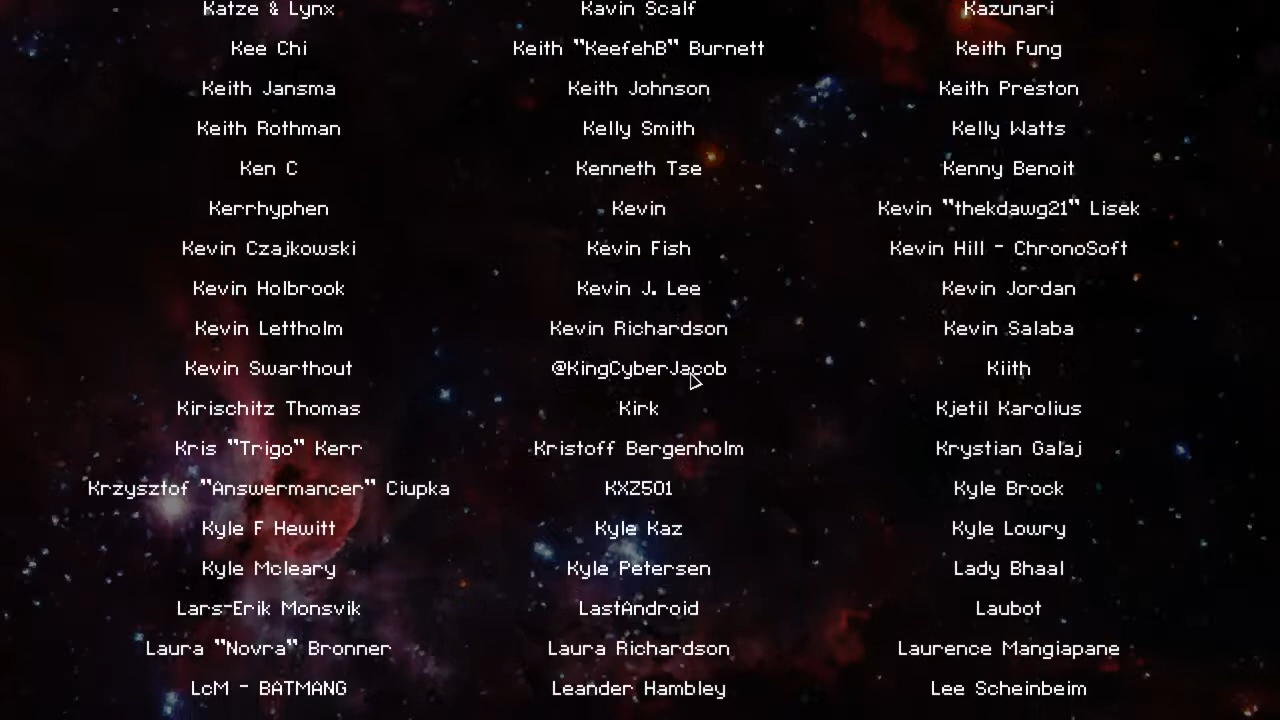 Katze & Lynx Kavin Scalf Kazunari
Kee Chi Keith "KeefehB" Burnett Keith Fung
Keith Jansma Keith Johnson Keith Preston
Keith Rothman Kelly Smith Kelly Watts
Ken C Kenneth Tse Kenny Benoit
Kerrhyphen Kevin Kevin "thekdawg21" Lisek
Kevin Czajkowski Kevin Fish Kevin Hill - ChronoSoft
Kevin Holbrook Kevin J. Lee Kevin Jordan
Kevin Lettholm Kevin Richardson Kevin Salaba
Kevin Swarthout @KingCyberJacob Kiith
Kirischitz Thomas Kirk Kjetil Karolius
Kris "Trigo" Kerr Kristoff Bergenholm Krystian Galaj
Krzysztof "Answermancer" Ciupka KXZ501 Kyle Brock
Kyle F Hewitt Kyle Kaz Kyle Lowry
Kyle Mcleary Kyle Petersen Lady Bhaal
Lars-Erik Monsvik LastAndroid Laubot
Laura "Novra" Bronner Laura Richardson Laurence Mangiapane
LcM - BATMANG Leander Hambley Lee Scheinbeim